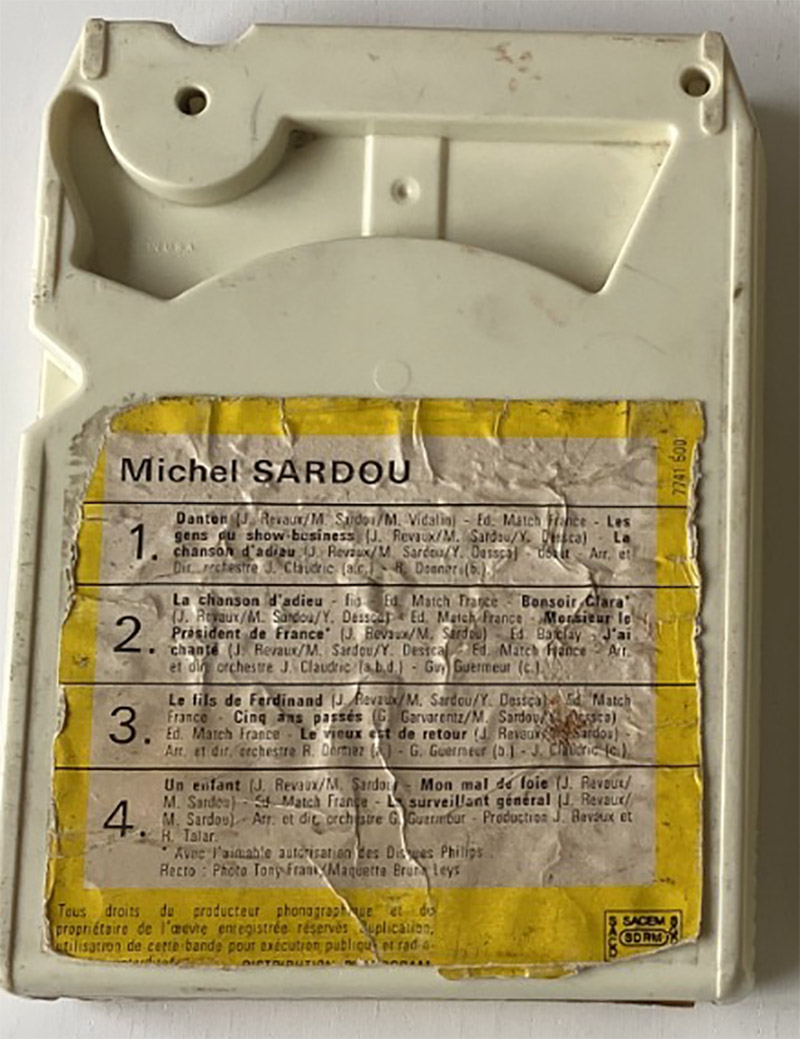 Michel SARDOU
7741 500
1. Danton (J. Revaux/M. Sardou/M. Vidalin) - Ed. Match France - Les
gens du show-business (J. Revaux/M. Sardou/Y. Dessca) - La
chanson d'adieu (J. Revaux/M. Sardou/Y. Dessca) - début - Arr. et
Dir. orchestre J. Claudric (a.c.) - R. Donnez (b.)
2. La chanson d'adieu - fin - Ed. Match France - Bonsoir Clara*
(J. Revaux/M. Sardou/Y. Dessca) - Ed. Match France - Monsieur le
Président de France* (J. Revaux/M. Sardou) - Ed. Barclay - J'ai
chanté (J. Revaux/M. Sardou/Y. Dessca) - Ed. Match France - Arr.
et dir. orchestre J. Claudric (a.b.d.) - Guy Guermeur (c.)
3. Le fils de Ferdinand (J. Revaux/M. Sardou/Y. Dessca) - Ed. Match
France - Cinq ans passés (G. Garvarentz/M. Sardou/Y. Dessca)
Ed. Match France - Le vieux est de retour (J. Revaux/M. Sardou) -
Arr. et dir. orchestre R. - G. Guermeur (b.) - J. Claudric (c.)
4. Un enfant (J. Revaux/M. Sardou) - Mon mal de foie (J. Revaux/
M. Sardou) - Ed. Match France - Le surveillant général (J. Revaux/
M. Sardou) - Arr. et dir. orchestre G. Guermeur - Production J. Revaux et
R. Talar.
* Avec l'aimable autorisation des Disques Philips
Recto : Photo Tony Frank/Maquette Bruno Leys
Tous droits du producteur phonographique et du
propriétaire de l'œuvre enregistrée réservés duplication,
utilisation de cette bande pour exécution publique et radio-
DISTRIBUTION
SACEM
SACD
SDRM